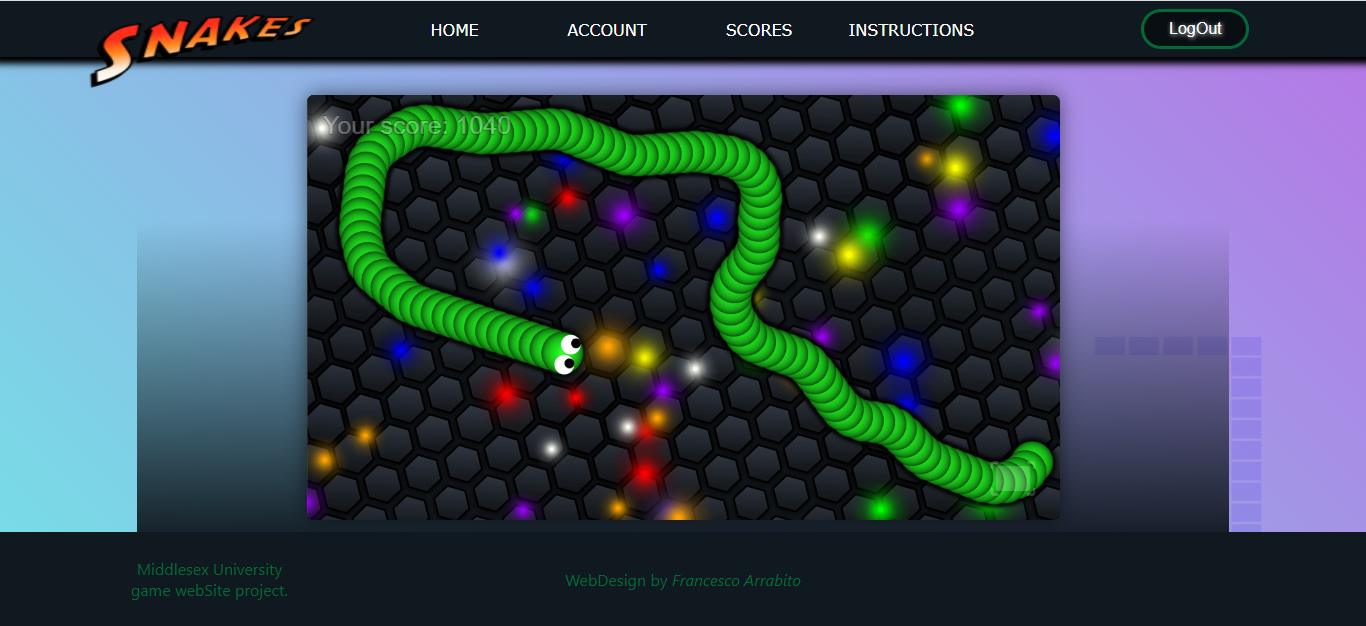 SNAKES
HOME
ACCOUNT
SCORES
INSTRUCTIONS
LogOut
Your score: 1040
Middlesex University
game webSite project.
WebDesign by Francesco Arrabito